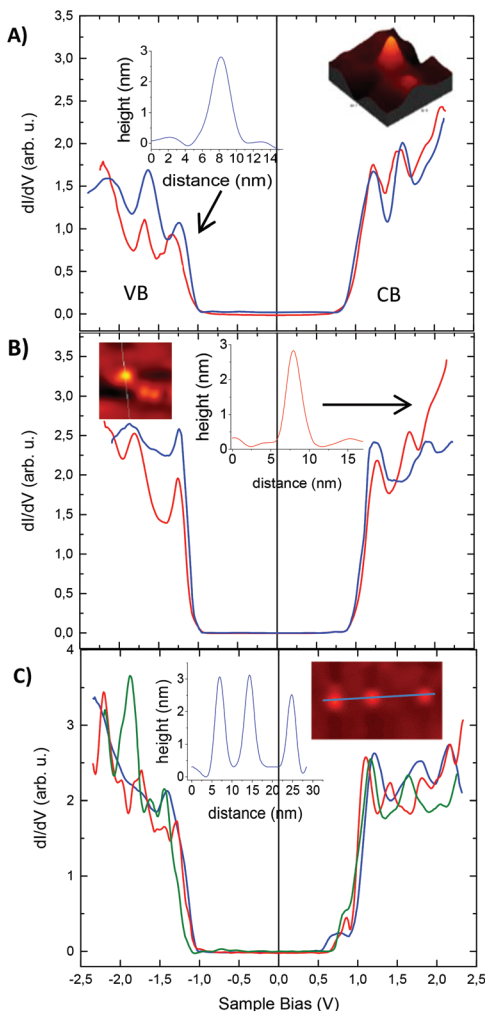 A)
3,5
3,0
2,5
2,0
1,5
1,0
0,5
0,0
dI/dV (arb. u.)
height (nm)
3
2
1
0
0 2 4 6 8 10 12 14
distance (nm)
VB
CB
B)
3,5
3,0
2,5
2,0
1,5
1,0
0,5
0,0
dI/dV (arb. u.)
height (nm)
3
2
1
0
0 5 10 15
distance (nm)
C)
4
3
2
1
0
dI/dV (arb. u.)
height (nm)
3
2
1
0
0 5 10 15 20 25 30
distance (nm)
-2,5 -2,0 -1,5 -1,0 -0,5 0,0 0,5 1,0 1,5 2,0 2,5
Sample Bias (V)